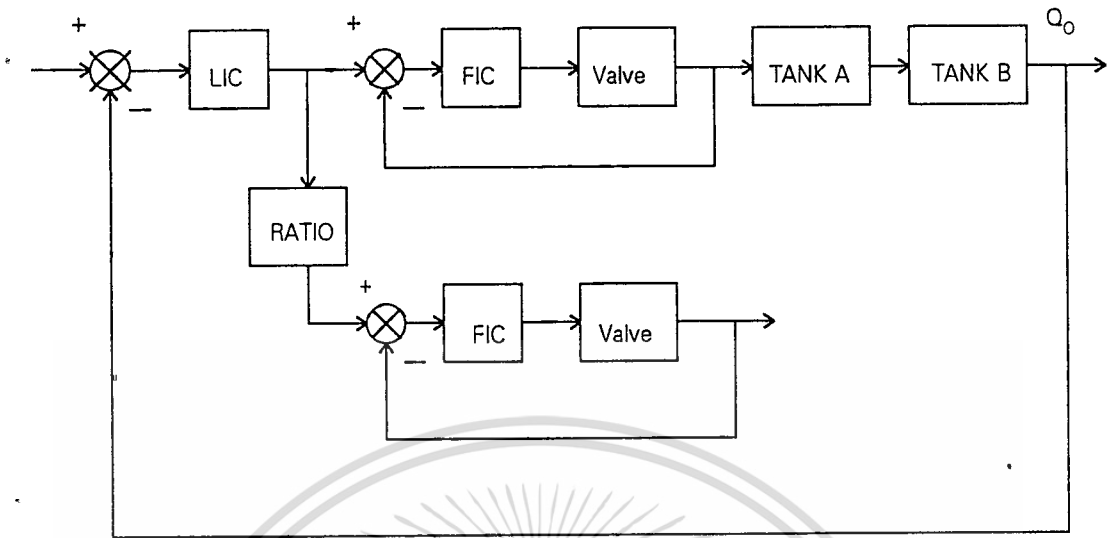 Q₀
+
+
LIC
FIC
Valve
TANK A
TANK B
—
—
RATIO
+
FIC
Valve
—